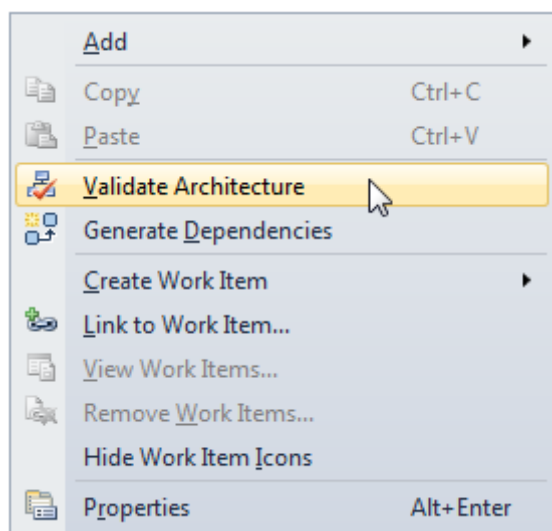 Add
Copy Ctrl+C
Paste Ctrl+V
Validate Architecture
Generate Dependencies
Create Work Item
Link to Work Item...
View Work Items...
Remove Work Items...
Hide Work Item Icons
Properties Alt+Enter